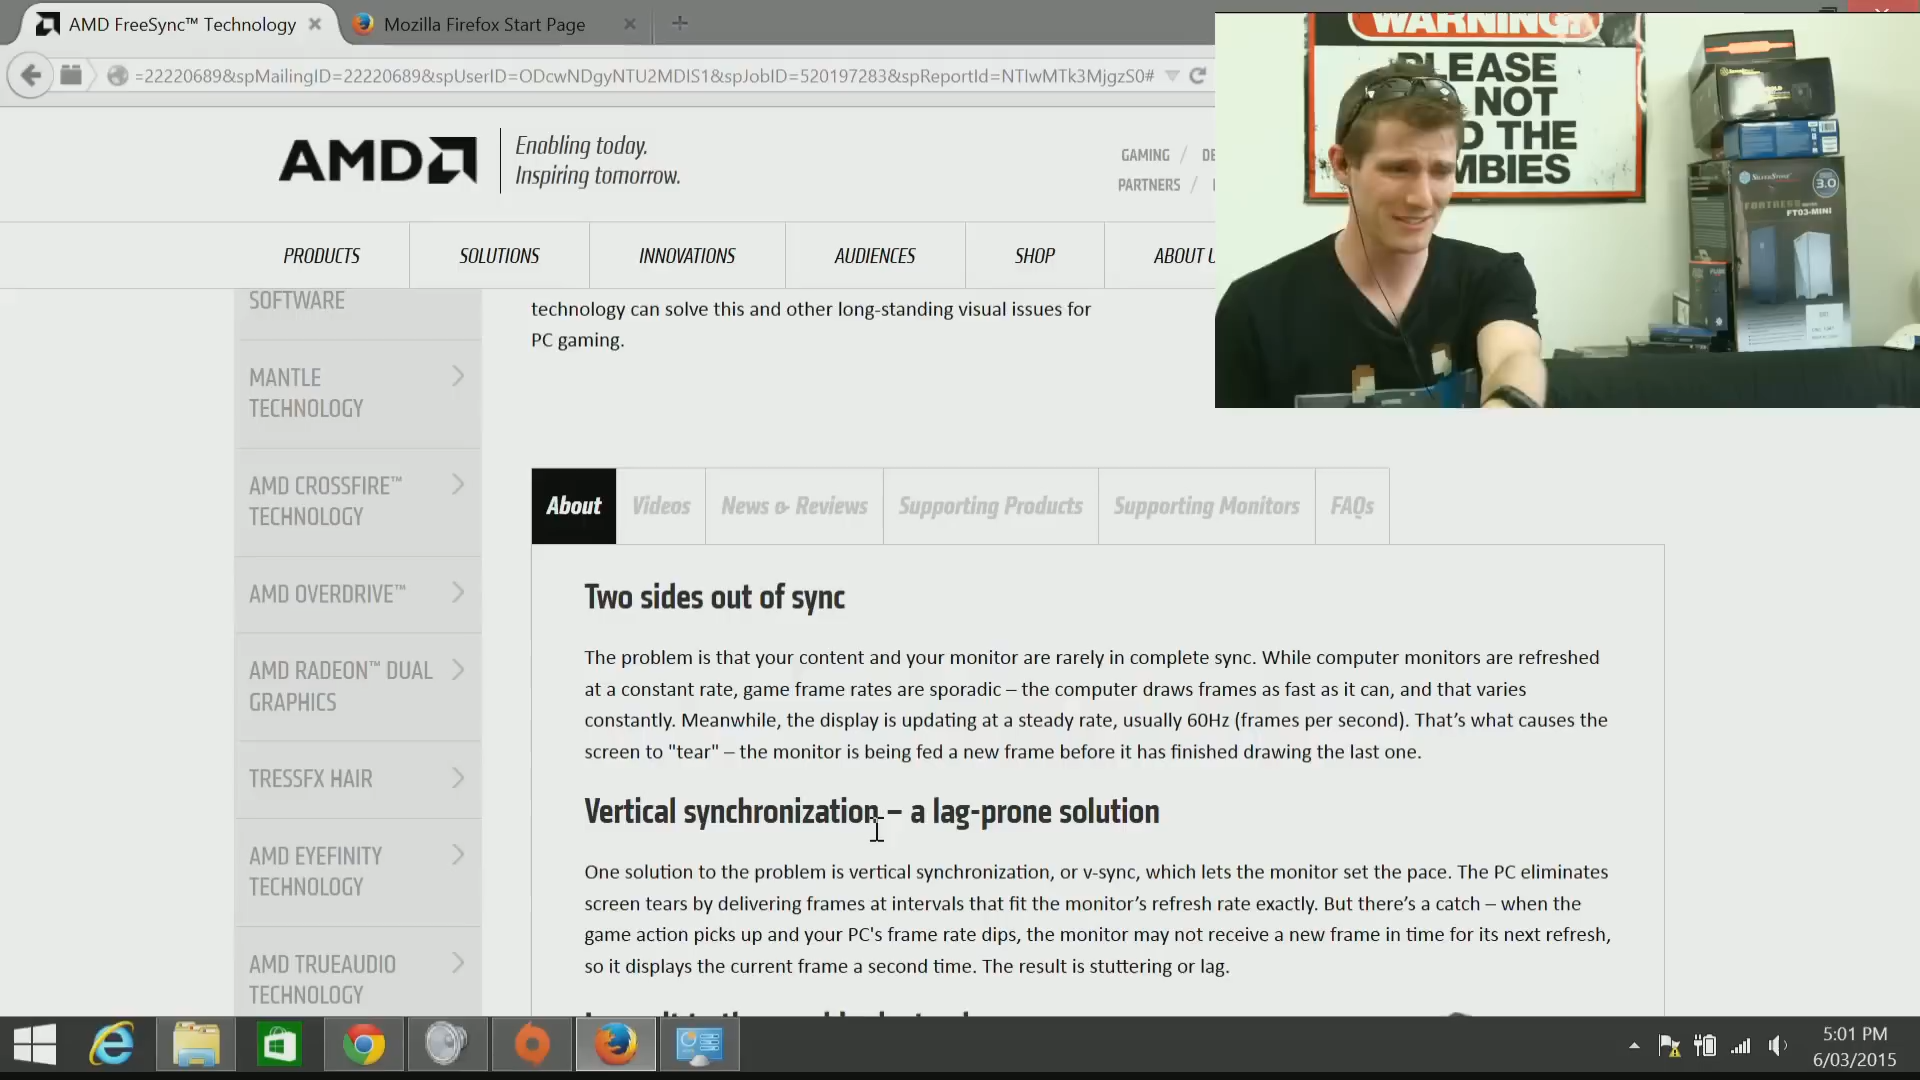 AMD FreeSync™ Technology
Mozilla Firefox Start Page
=22220689&spMailingID=22220689&spUserID=ODcwNDgyNTU2MDIS1&spJobID=520197283&spReportId=NTIwMTk3MjgzS0#
AMD
Enabling today.
Inspiring tomorrow.
GAMING /
PARTNERS /
PRODUCTS
SOLUTIONS
INNOVATIONS
AUDIENCES
SHOP
ABOUT U
WARNING!
PLEASE
NOT
THE
SILVERSTONE
3.0
FORTRESS
FT03-MINI
SOFTWARE
MANTLE
TECHNOLOGY
AMD CROSSFIRE™
TECHNOLOGY
AMD OVERDRIVE™
AMD RADEON™ DUAL
GRAPHICS
TRESSFX HAIR
AMD EYEFINITY
TECHNOLOGY
AMD TRUEAUDIO
TECHNOLOGY
technology can solve this and other long-standing visual issues for
PC gaming.
About
Videos
News & Reviews
Supporting Products
Supporting Monitors
FAQs
Two sides out of sync
The problem is that your content and your monitor are rarely in complete sync. While computer monitors are refreshed
at a constant rate, game frame rates are sporadic – the computer draws frames as fast as it can, and that varies
constantly. Meanwhile, the display is updating at a steady rate, usually 60Hz (frames per second). That’s what causes the
screen to "tear" – the monitor is being fed a new frame before it has finished drawing the last one.
Vertical synchronization – a lag-prone solution
One solution to the problem is vertical synchronization, or v-sync, which lets the monitor set the pace. The PC eliminates
screen tears by delivering frames at intervals that fit the monitor’s refresh rate exactly. But there’s a catch – when the
game action picks up and your PC's frame rate dips, the monitor may not receive a new frame in time for its next refresh,
so it displays the current frame a second time. The result is stuttering or lag.
5:01 PM
6/03/2015